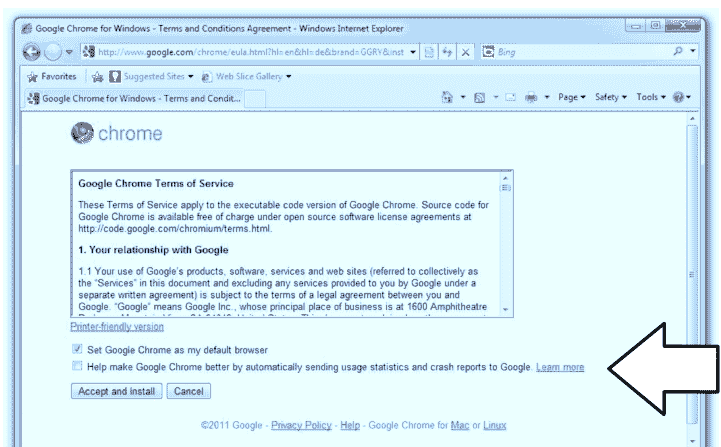 Google Chrome for Windows - Terms and Conditions Agreement - Windows Internet Explorer
http://www.google.com/chrome/eula.html?hl=en&hl=de&brand=GGRY&inst
Bing
Favorites Suggested Sites Web Slice Gallery
Google Chrome for Windows - Terms and Condit... Page Safety Tools
chrome
Google Chrome Terms of Service
These Terms of Service apply to the executable code version of Google Chrome. Source code for
Google Chrome is available free of charge under open source software license agreements at
http://code.google.com/chromium/terms.html.
1. Your relationship with Google
1.1 Your use of Google's products, software, services and web sites (referred to collectively as
the "Services" in this document and excluding any services provided to you by Google under a
separate written agreement) is subject to the terms of a legal agreement between you and
Google. "Google" means Google Inc., whose principal place of business is at 1600 Amphitheatre
Printer-friendly version
Set Google Chrome as my default browser
Help make Google Chrome better by automatically sending usage statistics and crash reports to Google. Learn more
Accept and Install Cancel
©2011 Google - Privacy Policy - Help - Google Chrome for Mac or Linux